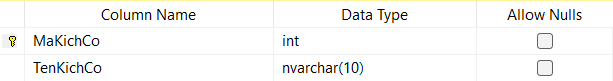 Column Name Data Type Allow Nulls
MaKichCo int
TenKichCo nvarchar(10)